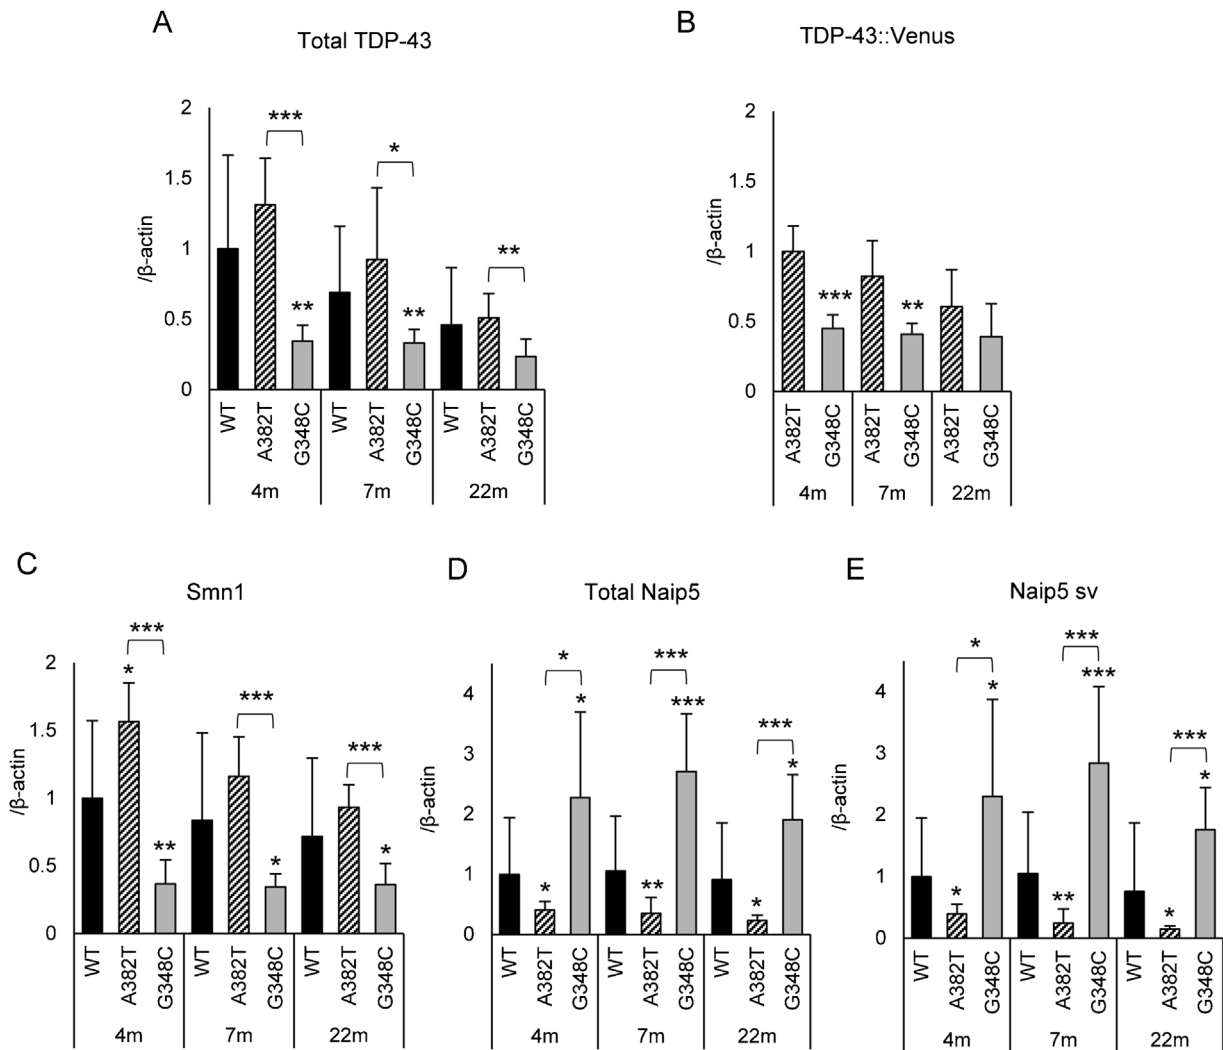 A
Total TDP-43
2
1.5
1
0.5
0
/β-actin
***
*
**
**
**
WT
A382T
G348C
WT
A382T
G348C
WT
A382T
G348C
4m
7m
22m
B
TDP-43::Venus
2
1.5
1
0.5
0
/β-actin
***
**
A382T
G348C
A382T
G348C
A382T
G348C
4m
7m
22m
C
Smn1
2
1.5
1
0.5
0
/β-actin
***
*
***
***
**
*
*
WT
A382T
G348C
WT
A382T
G348C
WT
A382T
G348C
4m
7m
22m
D
Total Naip5
4
3
2
1
0
/β-actin
*
***
*
***
***
*
*
**
*
WT
A382T
G348C
WT
A382T
G348C
WT
A382T
G348C
4m
7m
22m
E
Naip5 sv
4
3
2
1
0
/β-actin
*
***
*
***
***
*
*
**
*
WT
A382T
G348C
WT
A382T
G348C
WT
A382T
G348C
4m
7m
22m